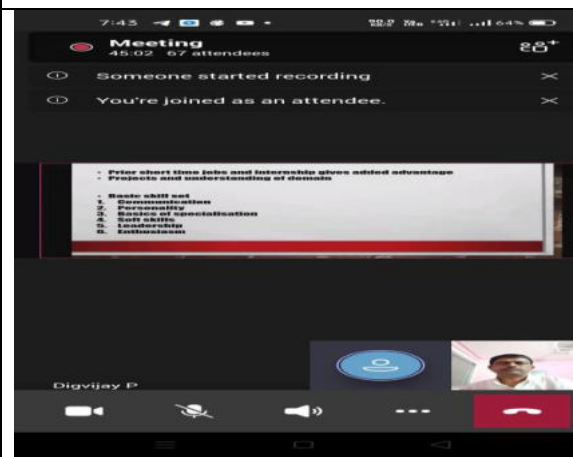 7:43 64%
Meeting
45:02 67 attendees
Someone started recording
You're joined as an attendee.
- Prior short time jobs and internship gives added advantage
- Projects and understanding of domain
- Basic skill set
1. Communication
2. Personality
3. Basics of specialisation
4. Soft skills
5. Leadership
6. Enthusiasm
Digvijay P